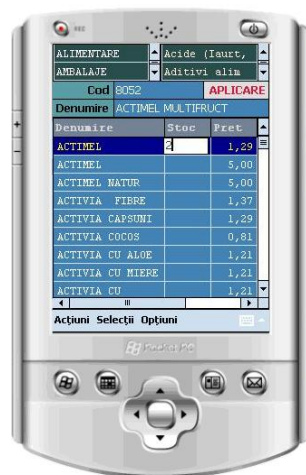 REC
ALIMENTARE Acide (Iaurt,
AMBALAJE Aditivi alim
Cod 8052 APLICARE
Denumire ACTIMEL MULTIFRUCT
Denumire Stoc Pret
ACTIMEL 2 1,29
ACTIMEL 5,00
ACTIMEL NATUR 5,00
ACTIVIA FIBRE 1,37
ACTIVIA CAPSUNI 1,29
ACTIVIA COCOS 0,81
ACTIVIA CU ALOE 1,21
ACTIVIA CU MIERE 1,21
ACTIVIA CU 1,21
Acțiuni Selecții Opțiuni
Pocket PC